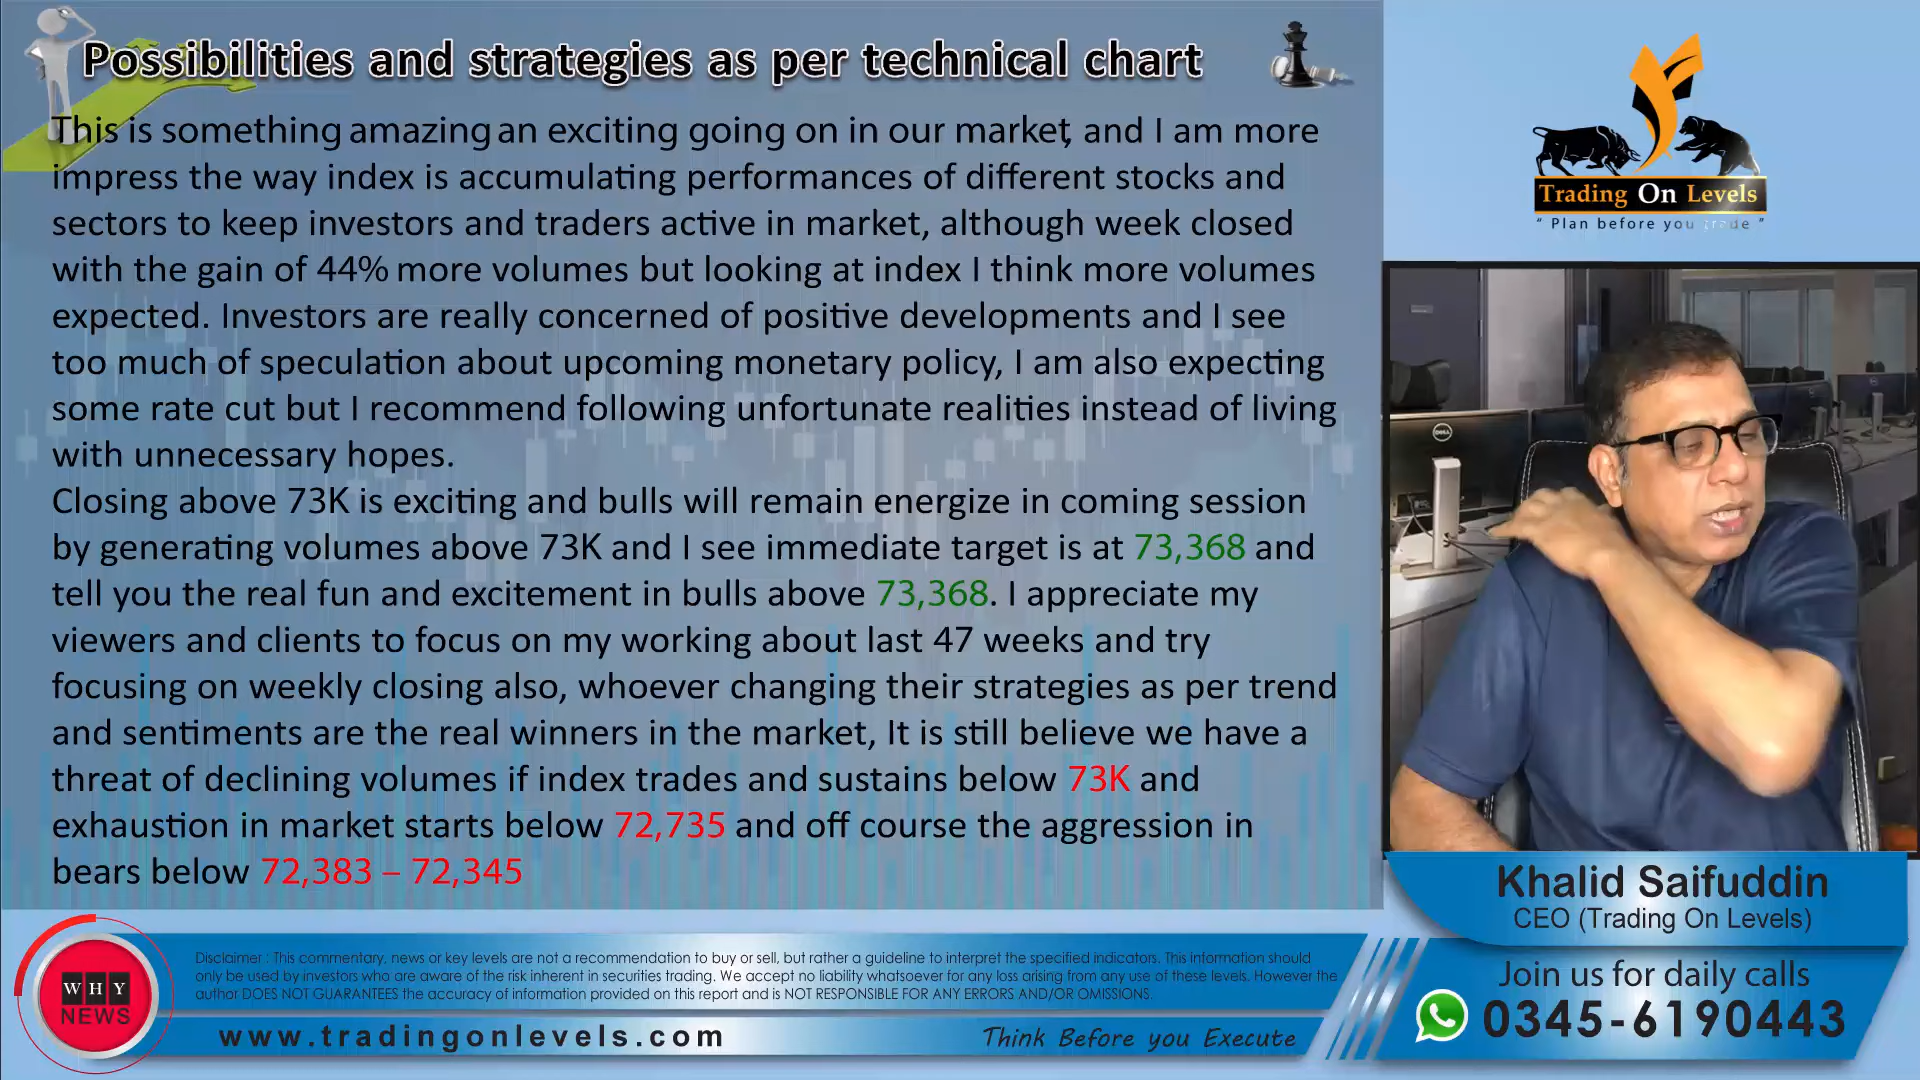 Possibilities and strategies as per technical chart
This is something amazing an exciting going on in our market, and I am more
impress the way index is accumulating performances of different stocks and
sectors to keep investors and traders active in market, although week closed
with the gain of 44% more volumes but looking at index I think more volumes
expected. Investors are really concerned of positive developments and I see
too much of speculation about upcoming monetary policy, I am also expecting
some rate cut but I recommend following unfortunate realities instead of living
with unnecessary hopes.
Closing above 73K is exciting and bulls will remain energize in coming session
by generating volumes above 73K and I see immediate target is at 73,368 and
tell you the real fun and excitement in bulls above 73,368. I appreciate my
viewers and clients to focus on my working about last 47 weeks and try
focusing on weekly closing also, whoever changing their strategies as per trend
and sentiments are the real winners in the market, It is still believe we have a
threat of declining volumes if index trades and sustains below 73K and
exhaustion in market starts below 72,735 and off course the aggression in
bears below 72,383 – 72,345
Trading On Levels
" Plan before you trade "
DELL
Khalid Saifuddin
CEO (Trading On Levels)
Join us for daily calls
0345-6190443
WHY
NEWS
Disclaimer : This commentary, news or key levels are not a recommendation to buy or sell, but rather a guideline to interpret the specified indicators. This information should
only be used by investors who are aware of the risk inherent in securities trading. We accept no liability whatsoever for any loss arising from any use of these levels. However the
author DOES NOT GUARANTEES the accuracy of information provided on this report and is NOT RESPONSIBLE FOR ANY ERRORS AND/OR OMISSIONS.
www.tradingonlevels.com
Think Before you Execute